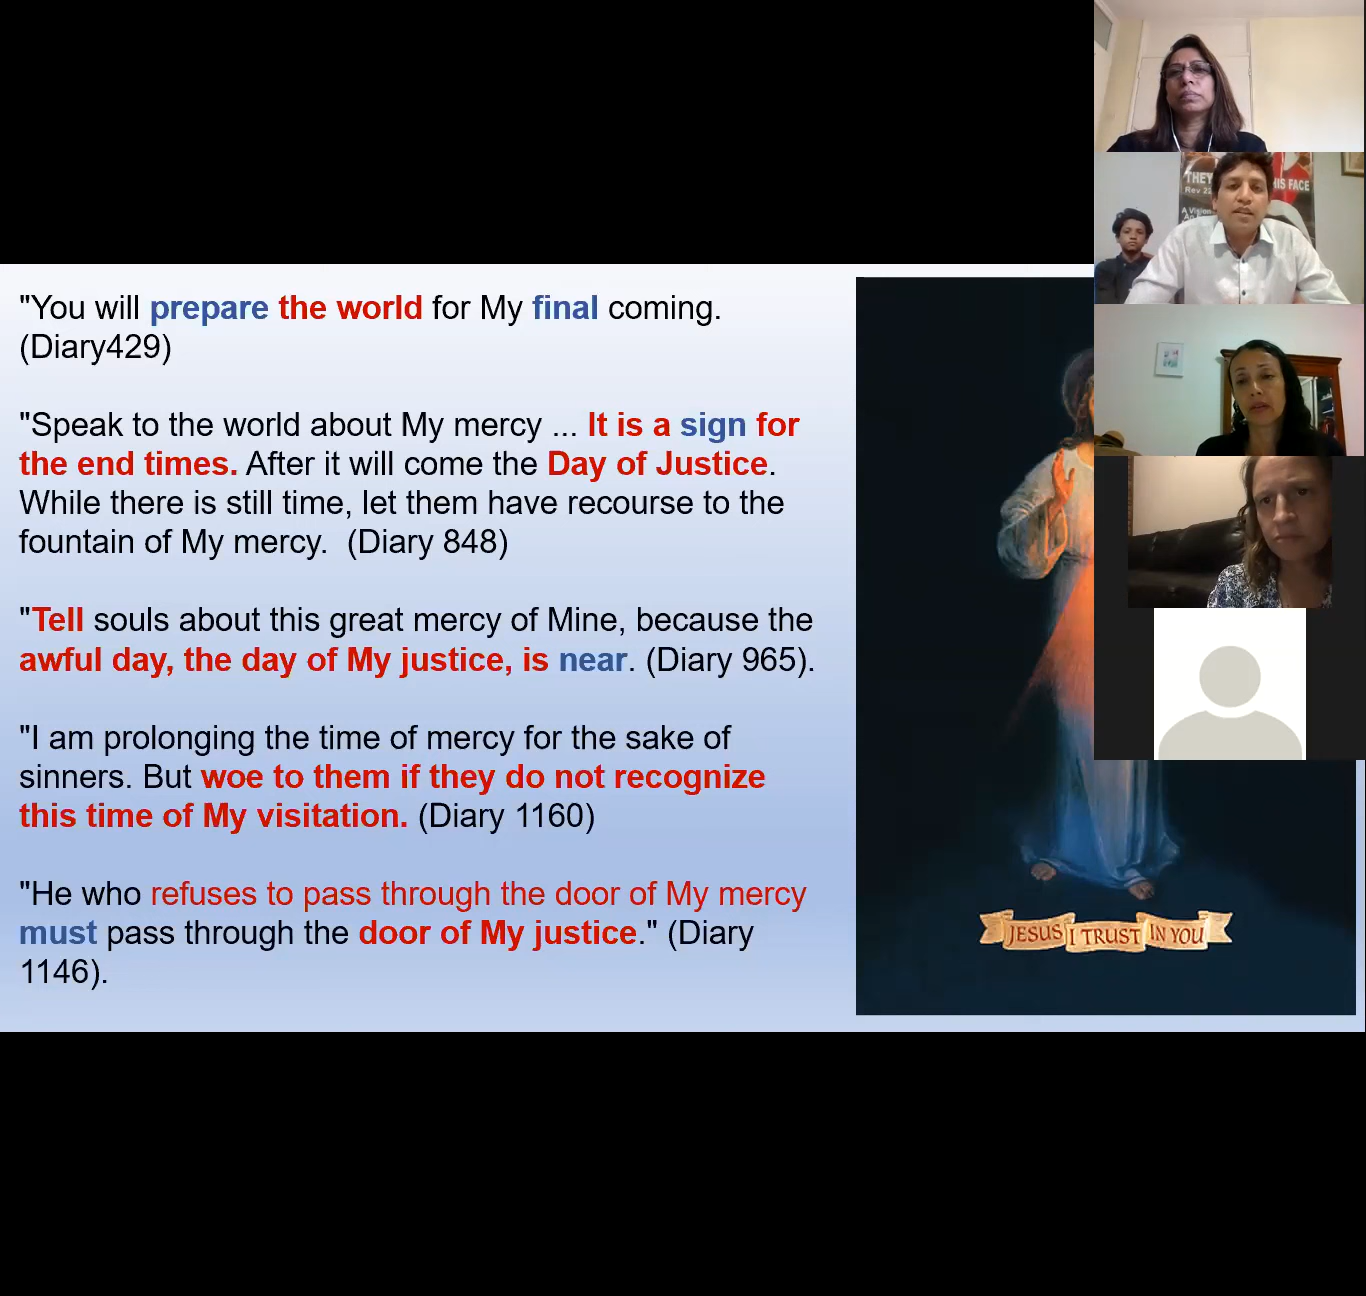 "You will prepare the world for My final coming.
(Diary429)
"Speak to the world about My mercy ... It is a sign for
the end times. After it will come the Day of Justice.
While there is still time, let them have recourse to the
fountain of My mercy.  (Diary 848)
"Tell souls about this great mercy of Mine, because the
awful day, the day of My justice, is near. (Diary 965).
"I am prolonging the time of mercy for the sake of
sinners. But woe to them if they do not recognize
this time of My visitation. (Diary 1160)
"He who refuses to pass through the door of My mercy
must pass through the door of My justice." (Diary
1146).
JESUS I TRUST IN YOU
THEY
HIS FACE
Rev 22
A Vision